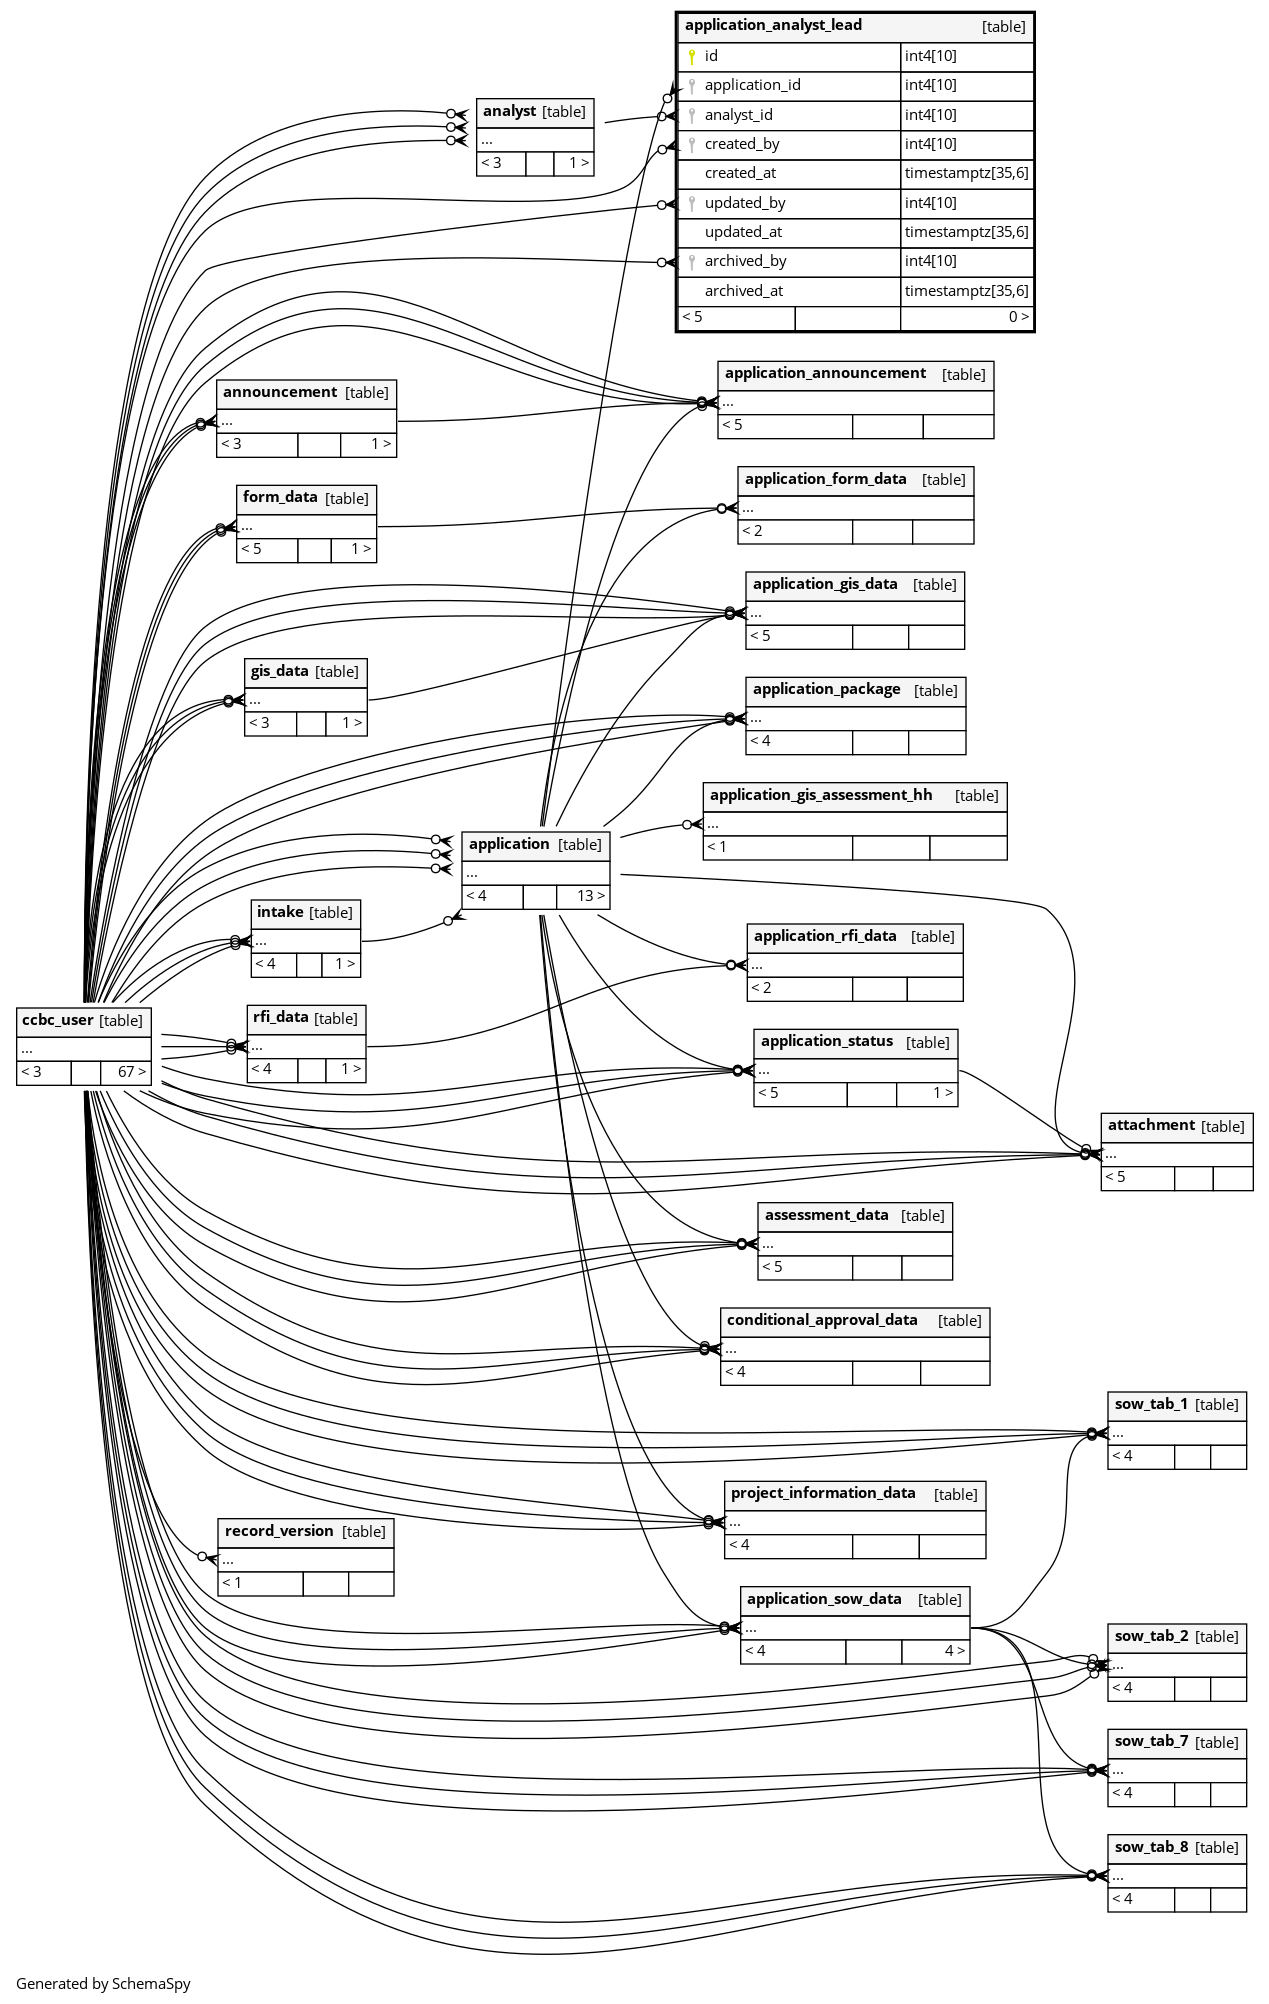 application_analyst_lead [table]
id int4[10]
application_id int4[10]
analyst_id int4[10]
created_by int4[10]
created_at timestamptz[35,6]
updated_by int4[10]
updated_at timestamptz[35,6]
archived_by int4[10]
archived_at timestamptz[35,6]
< 5 0 >
analyst [table]
...
< 3 1 >
announcement [table]
...
< 3 1 >
application_announcement [table]
...
< 5
form_data [table]
...
< 5 1 >
application_form_data [table]
...
< 2
application_gis_data [table]
...
< 5
gis_data [table]
...
< 3 1 >
application_package [table]
...
< 4
application_gis_assessment_hh [table]
...
< 1
application [table]
...
< 4 13 >
intake [table]
...
< 4 1 >
application_rfi_data [table]
...
< 2
ccbc_user [table]
...
< 3 67 >
rfi_data [table]
...
< 4 1 >
application_status [table]
...
< 5 1 >
attachment [table]
...
< 5
assessment_data [table]
...
< 5
conditional_approval_data [table]
...
< 4
sow_tab_1 [table]
...
< 4
project_information_data [table]
...
< 4
record_version [table]
...
< 1
application_sow_data [table]
...
< 4 4 >
sow_tab_2 [table]
...
< 4
sow_tab_7 [table]
...
< 4
sow_tab_8 [table]
...
< 4
Generated by SchemaSpy